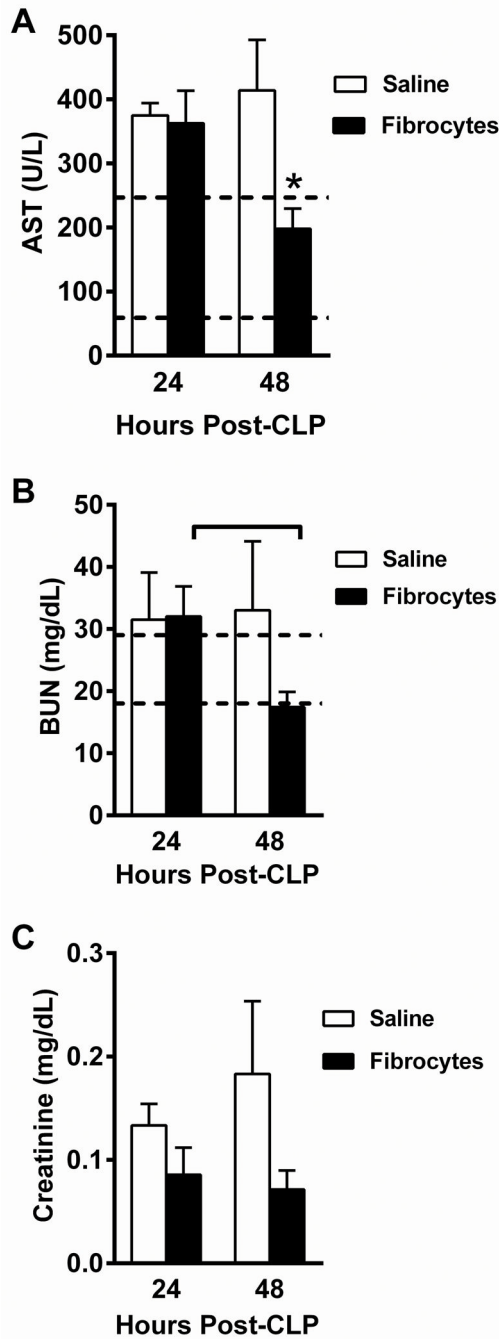 A
AST (U/L)
500
400
300
200
100
0
*
Saline
Fibrocytes
24 48
Hours Post-CLP
B
BUN (mg/dL)
50
40
30
20
10
0
Saline
Fibrocytes
24 48
Hours Post-CLP
C
Creatinine (mg/dL)
0.3
0.2
0.1
0.0
Saline
Fibrocytes
24 48
Hours Post-CLP